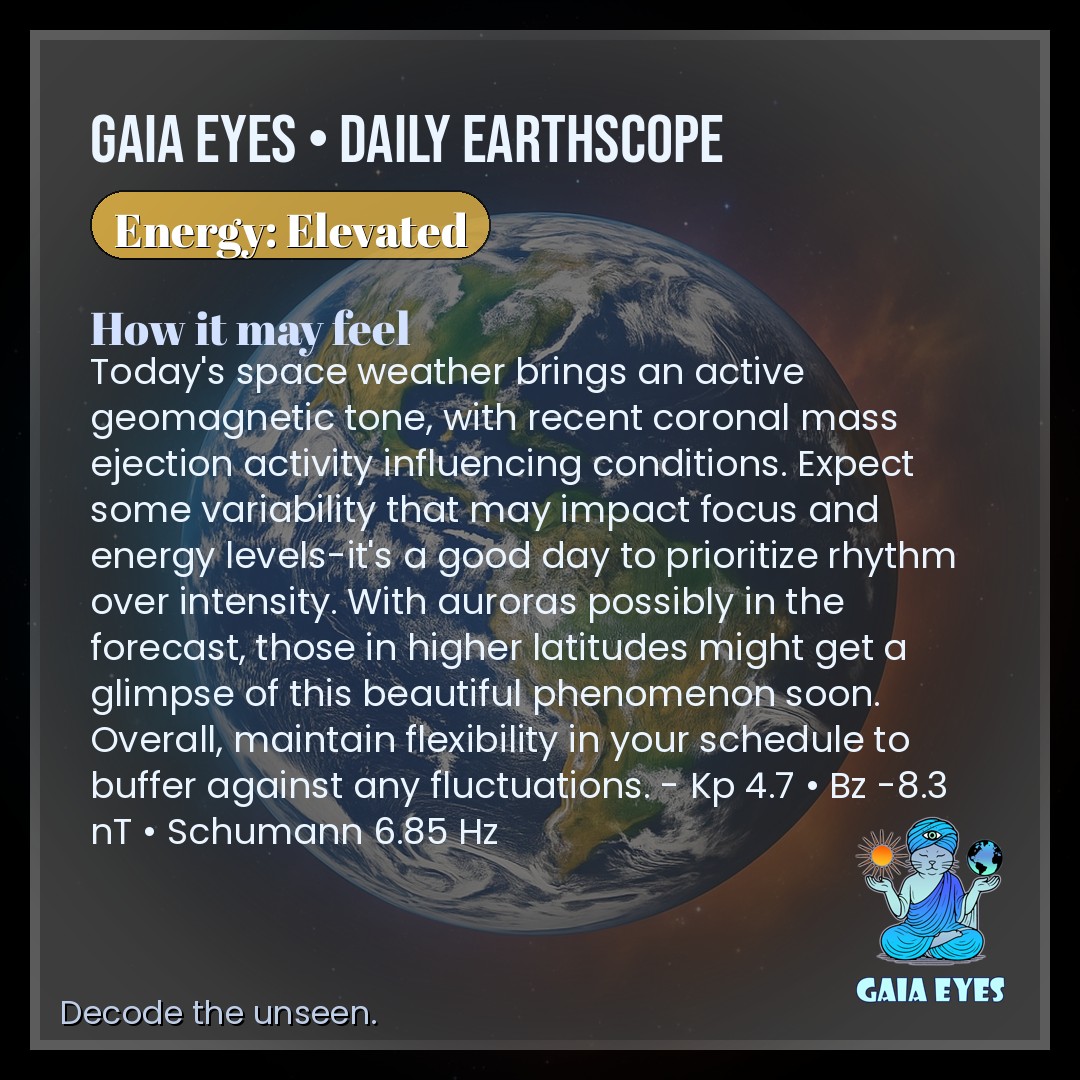 GAIA EYES • DAILY EARTHSCOPE
Energy: Elevated
How it may feel
Today's space weather brings an active
geomagnetic tone, with recent coronal mass
ejection activity influencing conditions. Expect
some variability that may impact focus and
energy levels-it's a good day to prioritize rhythm
over intensity. With auroras possibly in the
forecast, those in higher latitudes might get a
glimpse of this beautiful phenomenon soon.
Overall, maintain flexibility in your schedule to
buffer against any fluctuations. - Kp 4.7 • Bz -8.3
nT • Schumann 6.85 Hz
GAIA EYES
Decode the unseen.